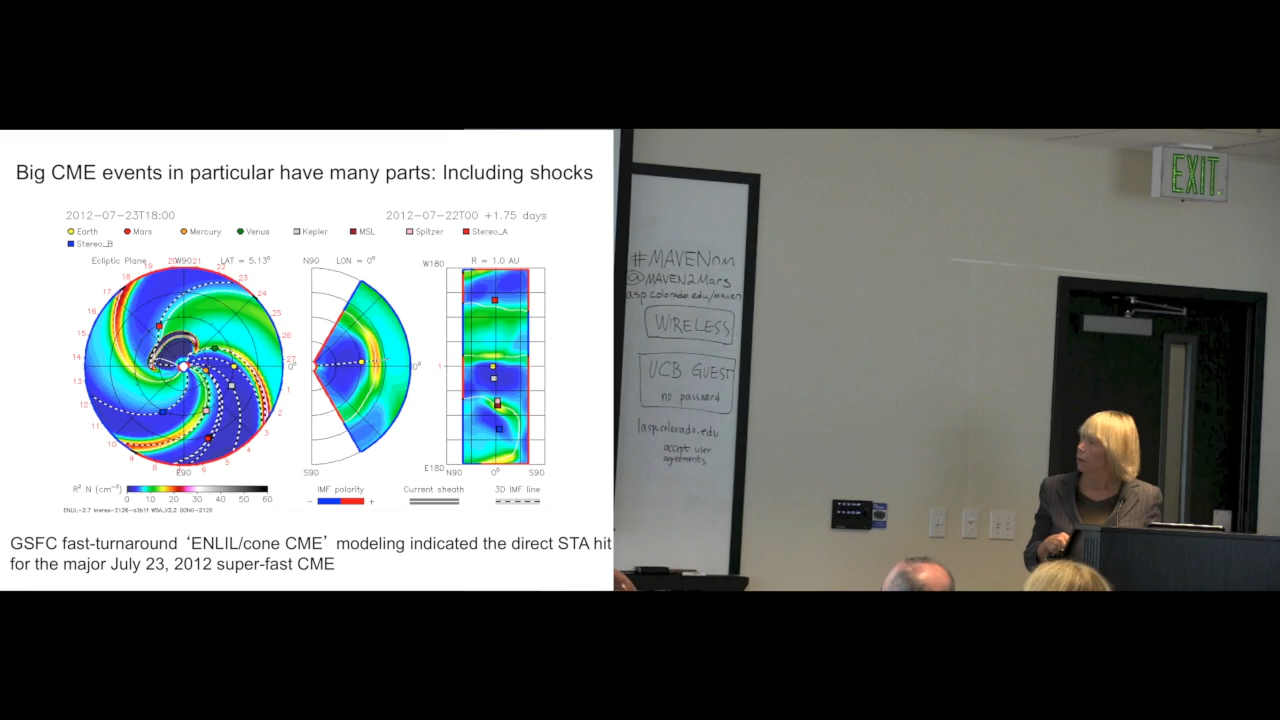 Big CME events in particular have many parts: Including shocks
2012-07-23T18:00 2012-07-22T00 +1.75 days
Earth Mars Mercury Venus Kepler MSL Spitzer Stereo_A
Stereo_B
Ecliptic Plane W90 LAT = 5.13° N90 LON = 0° W180 R = 1.0 AU
S90 E180 N90 0° S90
E90
R² N (cm⁻³) 0 10 20 30 40 50 60
IMF polarity
- +
Current sheath
3D IMF line
GSFC fast-turnaround ‘ENLIL/cone CME’ modeling indicated the direct STA hit
for the major July 23, 2012 super-fast CME
#MAVENnm
@MAVEN2Mars
asp.colorado.edu/maven
WIRELESS
UCB GUEST
no password
lasp.colorado.edu
accept user
agreements
EXIT